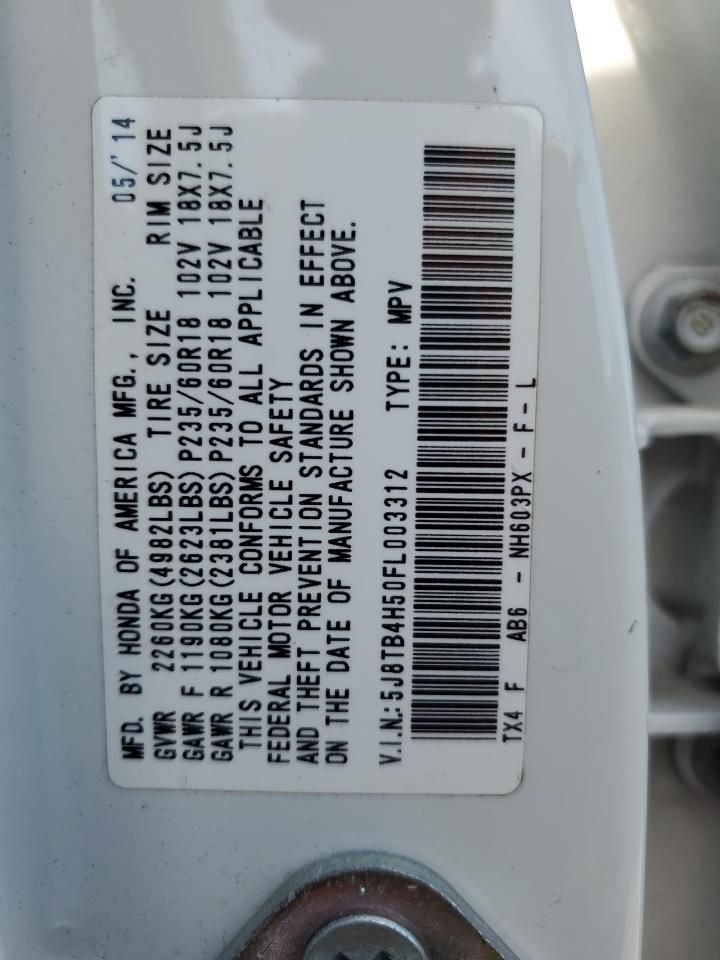 MFD. BY HONDA OF AMERICA MFG., INC. 05/'14
GVWR 2260KG(4982LBS) TIRE SIZE RIM SIZE
GAWR F 1190KG(2623LBS) P235/60R18 102V 18X7.5J
GAWR R 1080KG(2381LBS) P235/60R18 102V 18X7.5J
THIS VEHICLE CONFORMS TO ALL APPLICABLE
FEDERAL MOTOR VEHICLE SAFETY
AND THEFT PREVENTION STANDARDS IN EFFECT
ON THE DATE OF MANUFACTURE SHOWN ABOVE.
V.I.N.: 5J8TB4H50FL003312 TYPE: MPV
TX4 F AB6 - NH603PX - F - L